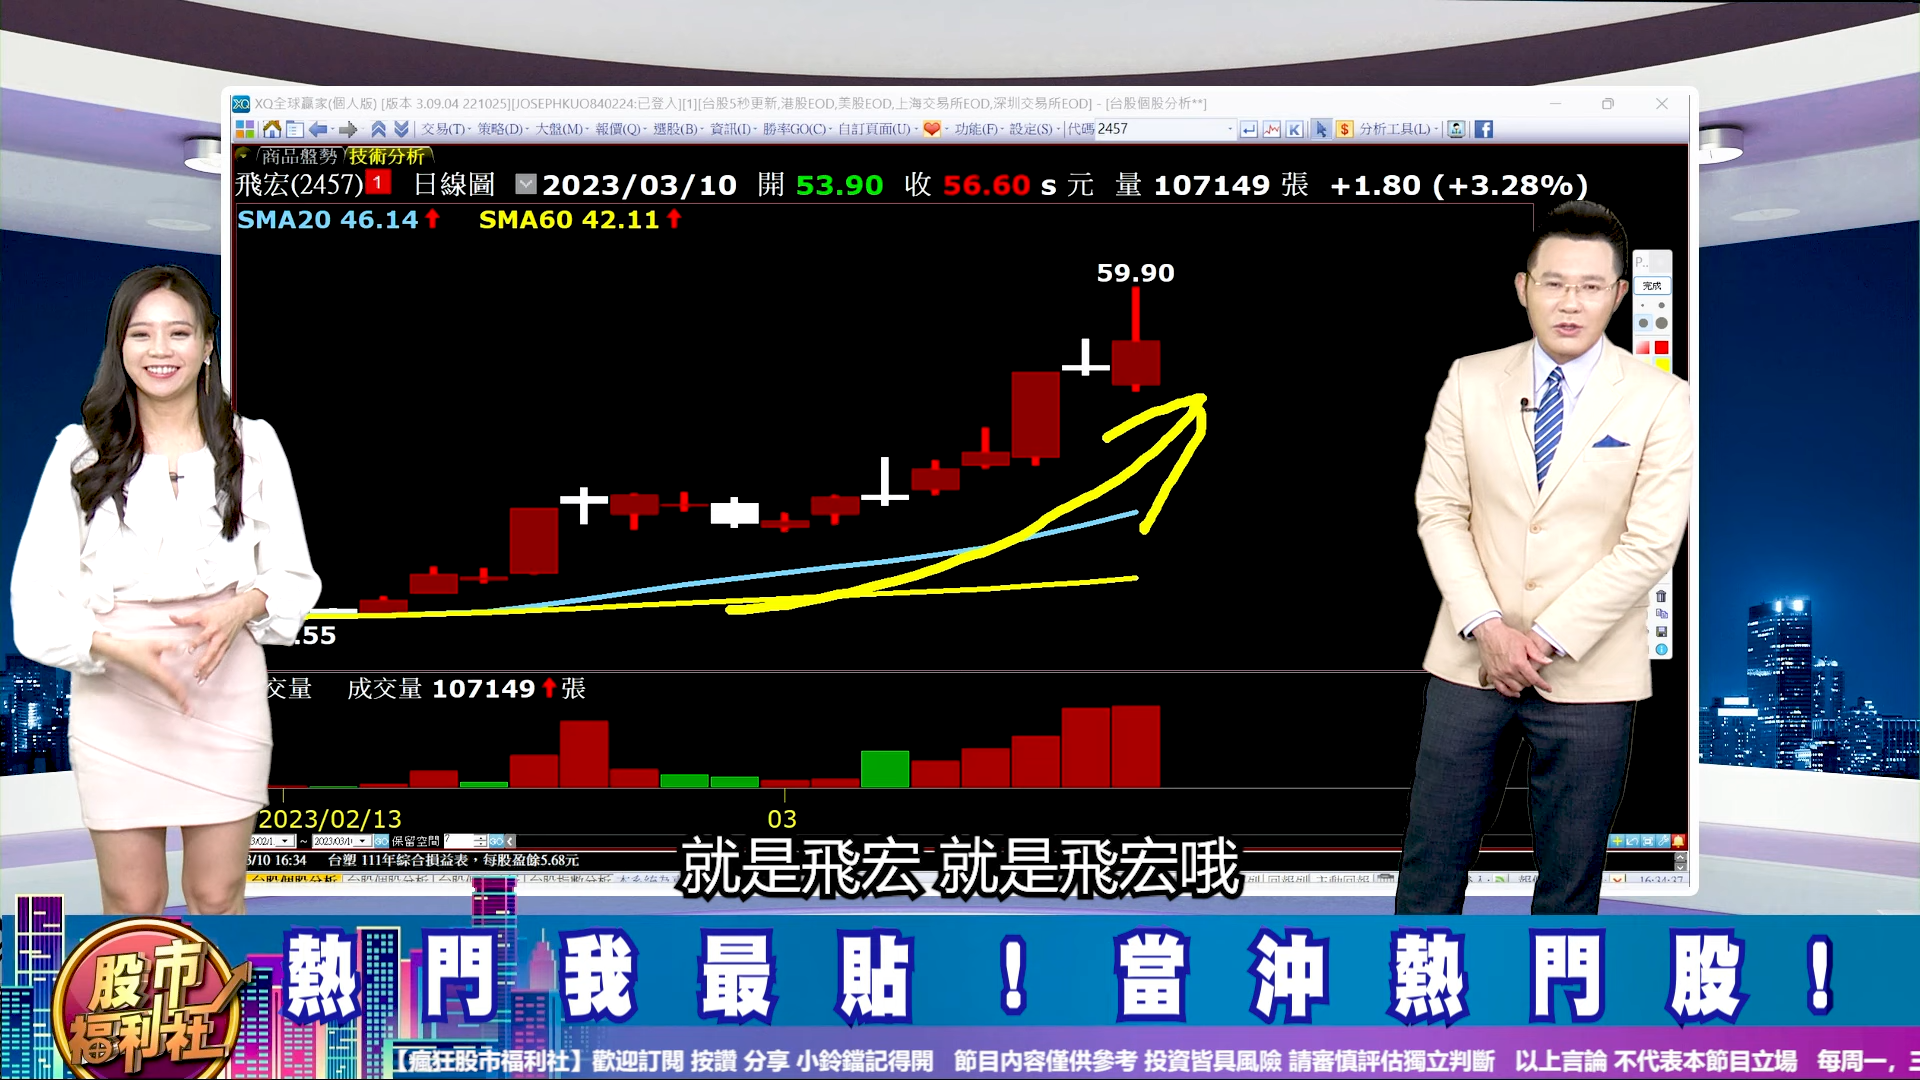 XQ全球贏家(個人版) [版本 3.09.04 221025][JOSEPHKUO840224:已登入][1][台股5秒更新,港股EOD,美股EOD,上海交易所EOD,深圳交易所EOD] - [台股個股分析**]
交易(T) 策略(D) 大盤(M) 報價(Q) 選股(B) 資訊(I) 勝率GO(C) 自訂頁面(U) 功能(F) 設定(S) 代碼 2457 K $ 分析工具(L)
商品盤勢 技術分析
飛宏(2457) 1 日線圖 2023/03/10 開 53.90 收 56.60 s 元 量 107149 張 +1.80 (+3.28%)
SMA20 46.14 SMA60 42.11
59.90
P..
完成
.55
交量 成交量 107149 張
2023/02/13 03
保留空間
3/10 16:34 台塑 111年綜合損益表，每股盈餘5.68元
就是飛宏 就是飛宏哦
16:34:37
股市福利社
熱門我最貼！當沖熱門股！
【瘋狂股市福利社】歡迎訂閱 按讚 分享 小鈴鐺記得開 節目內容僅供參考 投資皆具風險 請審慎評估獨立判斷 以上言論 不代表本節目立場 每周一，三